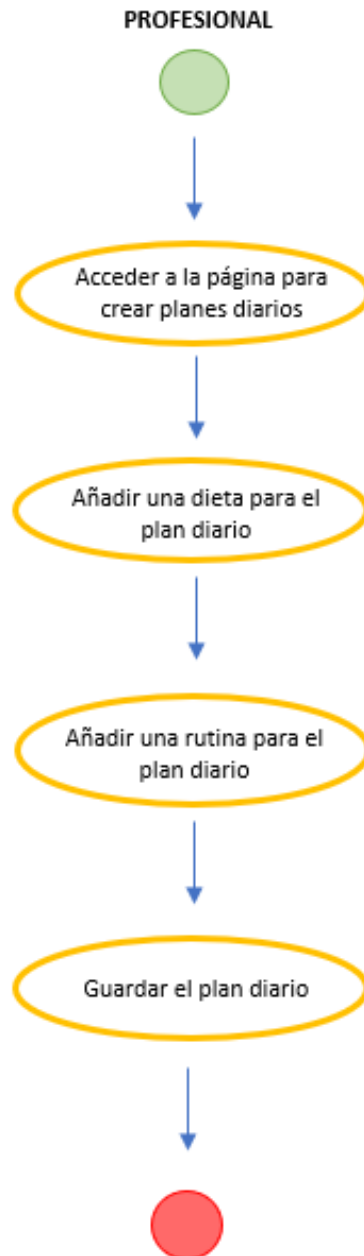 PROFESIONAL
Acceder a la página para
crear planes diarios
Añadir una dieta para el
plan diario
Añadir una rutina para el
plan diario
Guardar el plan diario